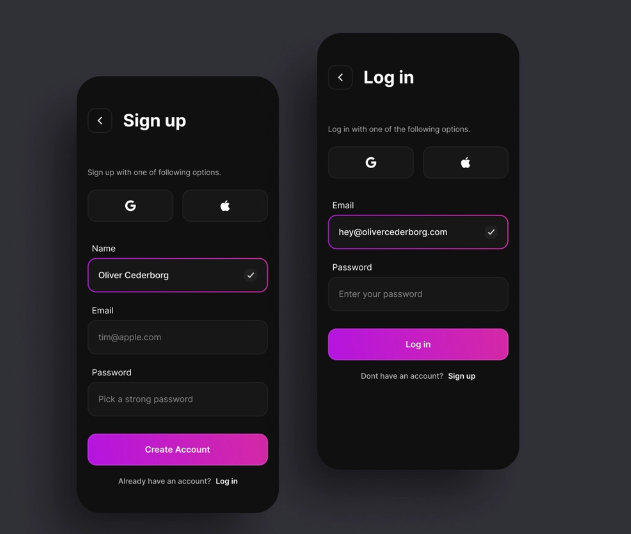 Sign up
Sign up with one of following options.
Name
Oliver Cederborg
Email
tim@apple.com
Password
Pick a strong password
Create Account
Already have an account? Log in
Log in
Log in with one of the following options.
Email
hey@olivercederborg.com
Password
Enter your password
Log in
Dont have an account? Sign up